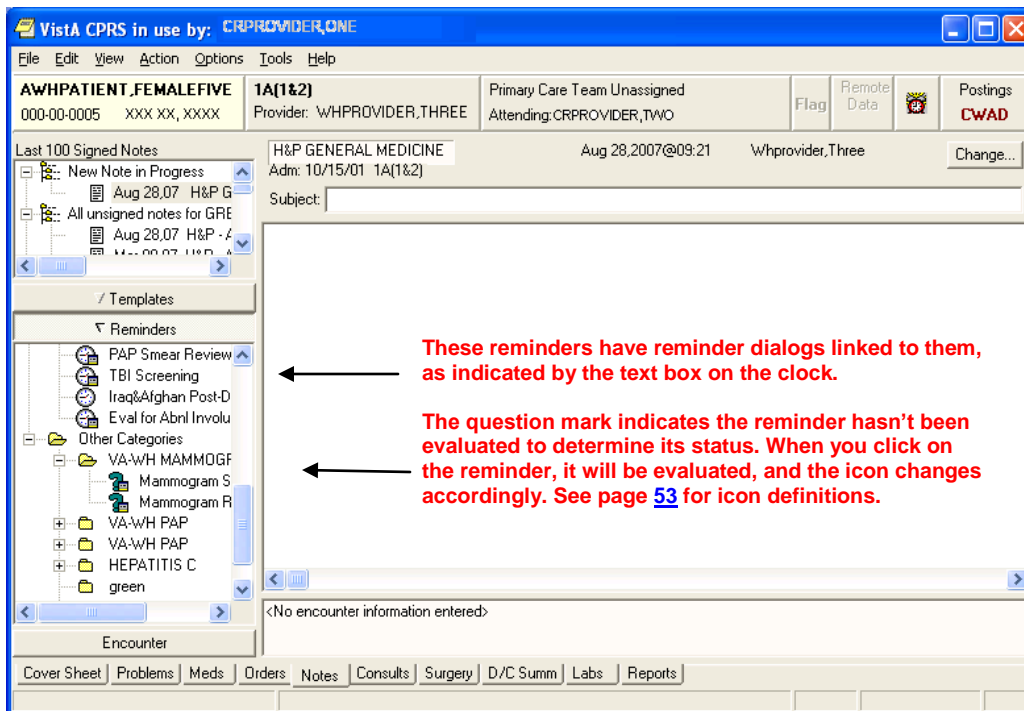 VistA CPRS in use by: CRPROVIDER,ONE
File Edit View Action Options Tools Help
AWHPATIENT,FEMALEFIVE
000-00-0005 XXX XX, XXXX
1A(1&2)
Provider: WHPROVIDER,THREE
Primary Care Team Unassigned
Attending:CRPROVIDER,TWO
Flag
Remote
Data
Postings
CWAD
Last 100 Signed Notes
New Note in Progress
Aug 28,07 H&P G
All unsigned notes for GRE
Aug 28,07 H&P - A
H&P GENERAL MEDICINE
Aug 28,2007@09:21
Whprovider,Three
Change...
Adm: 10/15/01 1A(1&2)
Subject:
Templates
Reminders
PAP Smear Review
TBI Screening
Iraq&Afghan Post-D
Eval for Abnl Involu
Other Categories
VA-WH MAMMOGF
Mammogram S
Mammogram R
VA-WH PAP
VA-WH PAP
HEPATITIS C
green
These reminders have reminder dialogs linked to them,
as indicated by the text box on the clock.
The question mark indicates the reminder hasn't been
evaluated to determine its status. When you click on
the reminder, it will be evaluated, and the icon changes
accordingly. See page 53 for icon definitions.
<No encounter information entered>
Encounter
Cover Sheet Problems Meds Orders Notes Consults Surgery D/C Summ Labs Reports